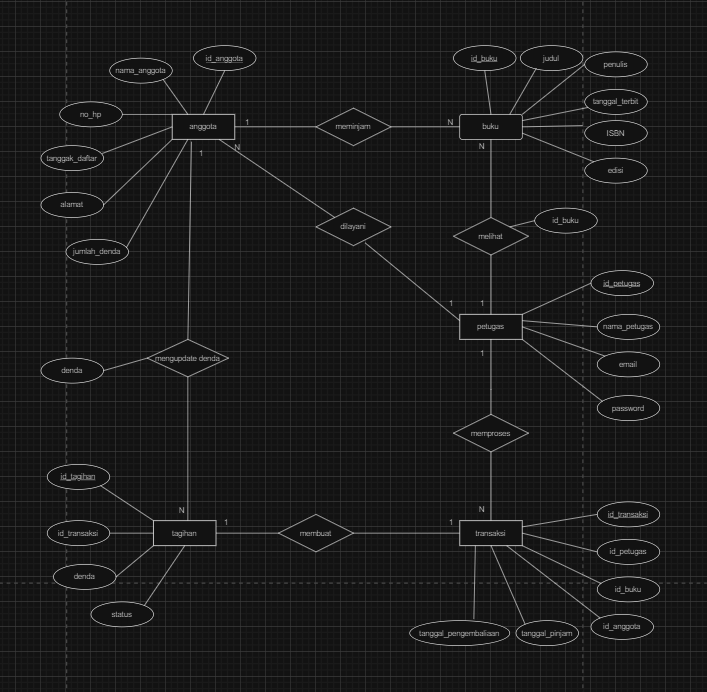 id_anggota
id_buku
judul
nama_anggota
penulis
tanggal_terbit
no_hp
1
N
anggota
meminjam
buku
ISBN
1
N
N
tanggak_daftar
edisi
alamat
id_buku
dilayani
melihat
jumlah_denda
id_petugas
1
1
petugas
nama_petugas
1
mengupdate denda
email
denda
password
memproses
id_tagihan
N
N
id_transaksi
1
1
id_transaksi
tagihan
membuat
transaksi
id_petugas
denda
id_buku
status
id_anggota
tanggal_pengembaliaan
tanggal_pinjam